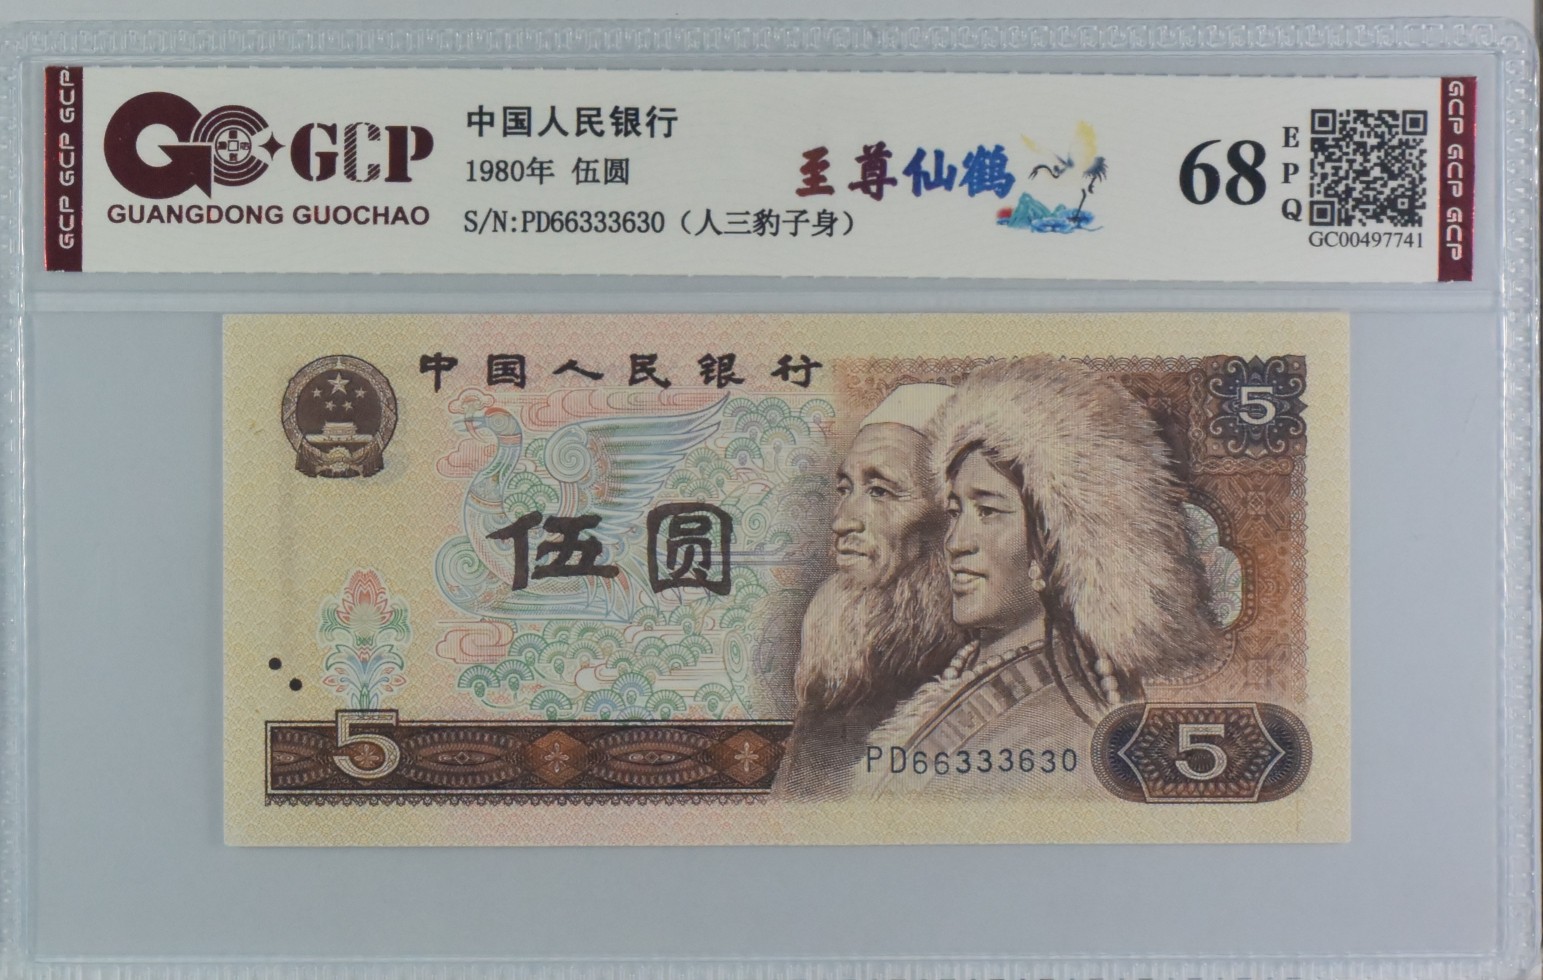 GCP GCP GCP
GCP
GUANGDONG GUOCHAO
中国人民银行
1980年 伍圆
S/N:PD66333630（人三豹子身）
至尊仙鹤
68
EPQ
GC00497741
GCP GCP GCP
中国人民银行
5
伍圆
5
PD66333630
5